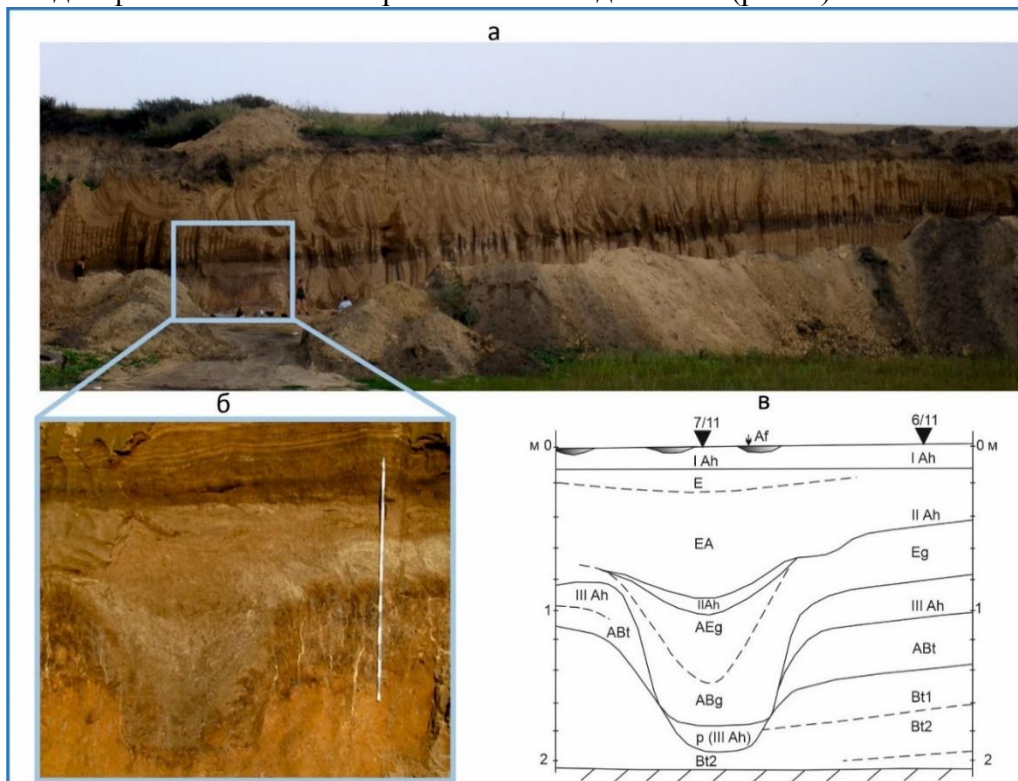 а
б
в
7/11
6/11
Af
м 0
0 м
I Ah
I Ah
E
II Ah
EA
Eg
III Ah
IIAh
III Ah
1
1
AEg
ABt
ABt
ABg
Bt1
p (III Ah)
Bt2
Bt2
2
2